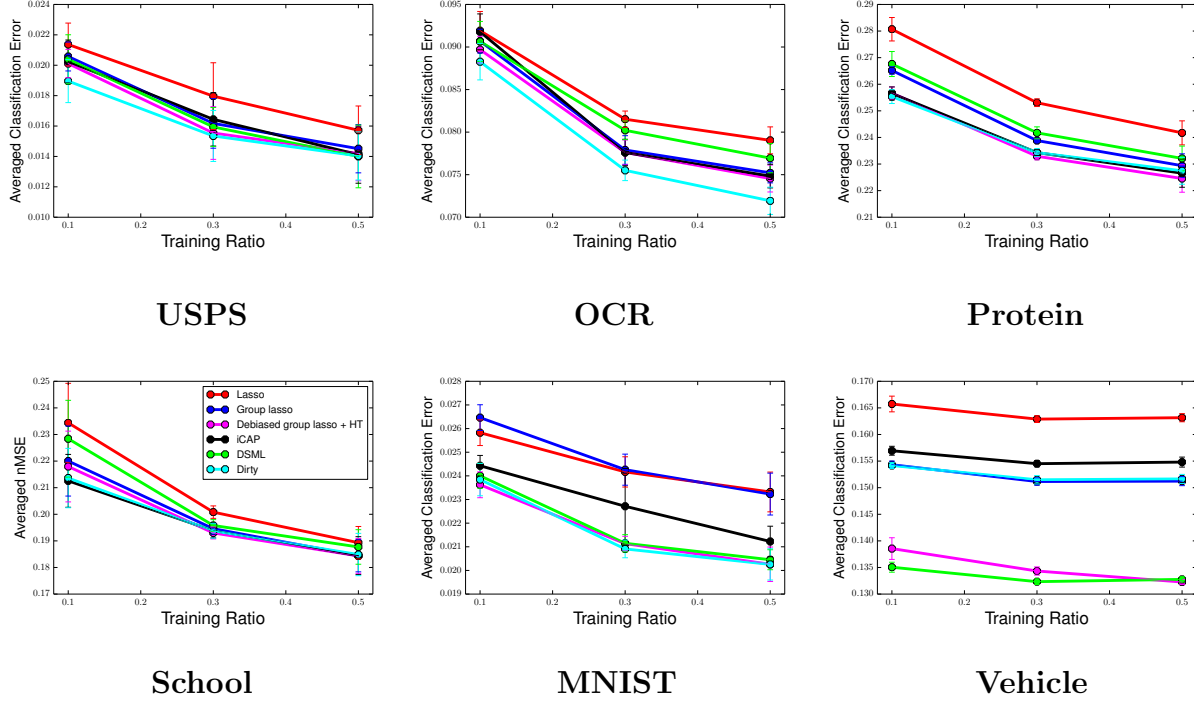 0.024
0.022
0.020
0.018
0.016
0.014
0.012
0.010
Averaged Classification Error
0.1 0.2 0.3 0.4 0.5
Training Ratio
USPS
0.095
0.090
0.085
0.080
0.075
0.070
Averaged Classification Error
0.1 0.2 0.3 0.4 0.5
Training Ratio
OCR
0.29
0.28
0.27
0.26
0.25
0.24
0.23
0.22
0.21
Averaged Classification Error
0.1 0.2 0.3 0.4 0.5
Training Ratio
Protein
0.25
0.24
0.23
0.22
0.21
0.20
0.19
0.18
0.17
Averaged nMSE
Lasso
Group lasso
Debiased group lasso + HT
iCAP
DSML
Dirty
0.1 0.2 0.3 0.4 0.5
Training Ratio
School
0.028
0.027
0.026
0.025
0.024
0.023
0.022
0.021
0.020
0.019
Averaged Classification Error
0.1 0.2 0.3 0.4 0.5
Training Ratio
MNIST
0.170
0.165
0.160
0.155
0.150
0.145
0.140
0.135
0.130
Averaged Classification Error
0.1 0.2 0.3 0.4 0.5
Training Ratio
Vehicle